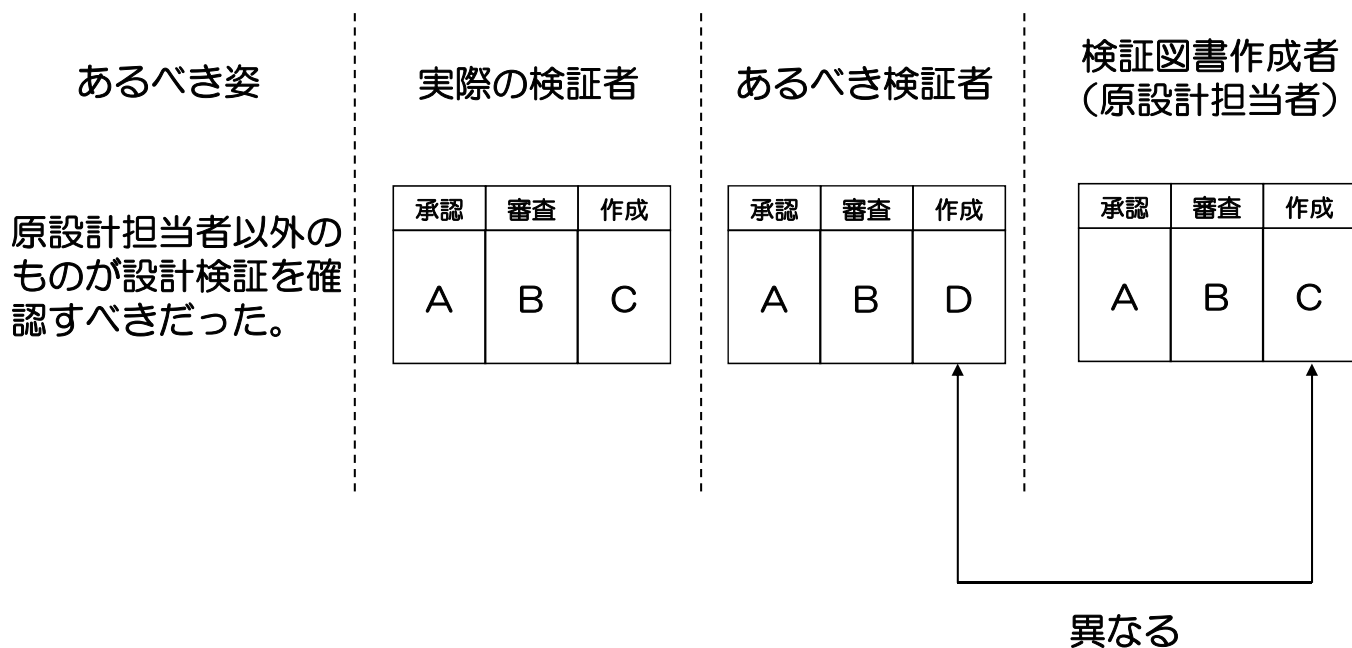 あるべき姿
実際の検証者
あるべき検証者
検証図書作成者
(原設計担当者)
原設計担当者以外の
ものが設計検証を確
認すべきだった。
承認 審査 作成
A B C
承認 審査 作成
A B D
承認 審査 作成
A B C
異なる